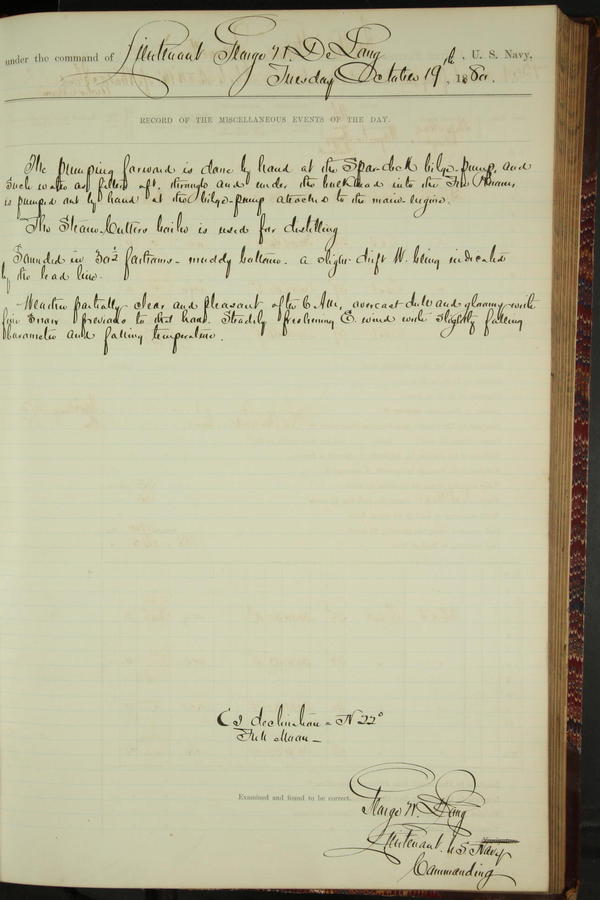 under the command of Lieutenant George W. De Long, U. S. Navy,
Tuesday October 19th, 1880.
RECORD OF THE MISCELLANEOUS EVENTS OF THE DAY.
The pumping forward is done by hand at the Spar-deck bilge-pump, and
such water as filters aft, through and under the bulkhead into the Fire Room,
is pumped out by hand at the bilge-pump attached to the main engine.
The Steam-Cutters boiler is used for distilling
Sounded in 30½ fathoms - muddy bottom. a slight drift W. being indicated
by the lead line.
Weather partially clear and pleasant after 6 A.M., overcast dull and gloomy with
fine snow previous to that hour. Steadily freshening E. wind with slightly falling
barometer and falling temperature.
declination = N 22°
Full Moon -
Examined and found to be correct.
George W. De Long
Lieutenant. U.S. Navy
Commanding